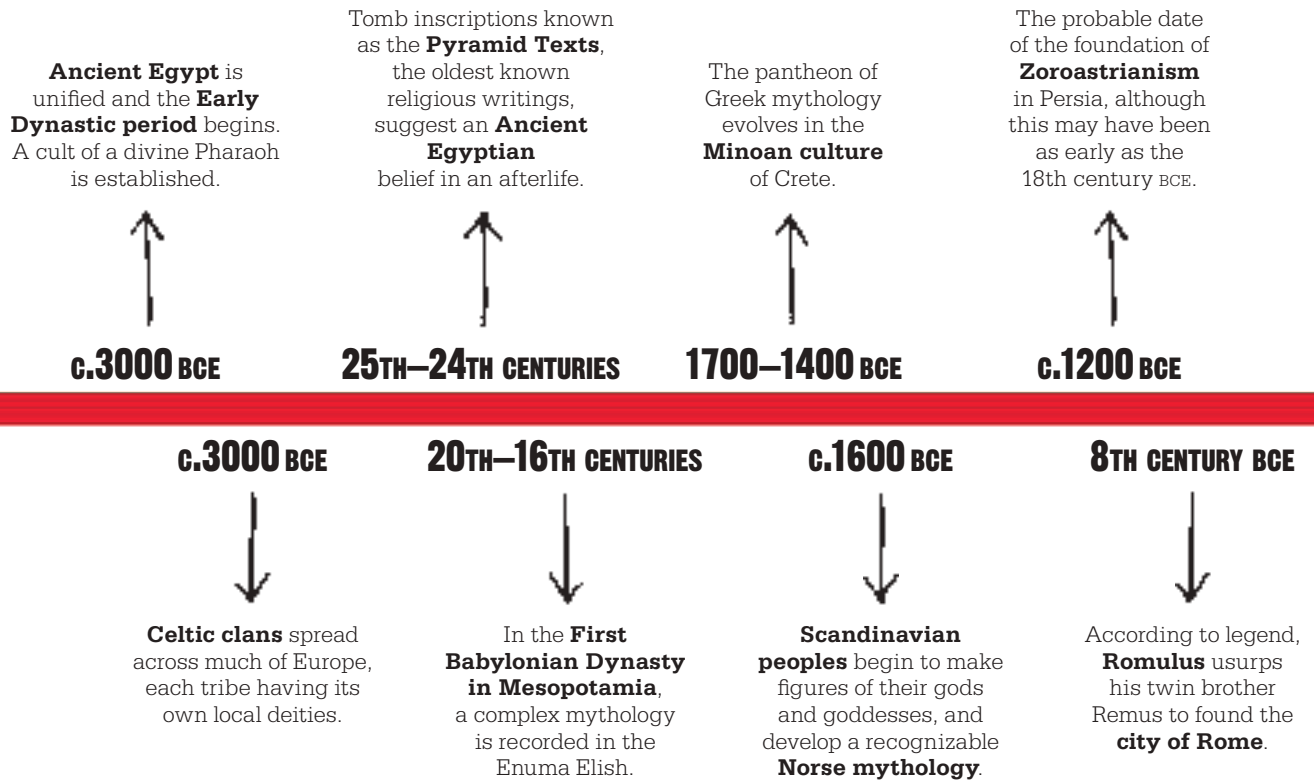 Ancient Egypt is
unified and the Early
Dynastic period begins.
A cult of a divine Pharaoh
is established.
Tomb inscriptions known
as the Pyramid Texts,
the oldest known
religious writings,
suggest an Ancient
Egyptian
belief in an afterlife.
The pantheon of
Greek mythology
evolves in the
Minoan culture
of Crete.
The probable date
of the foundation of
Zoroastrianism
in Persia, although
this may have been
as early as the
18th century BCE.
C.3000 BCE
25TH–24TH CENTURIES
1700–1400 BCE
C.1200 BCE
C.3000 BCE
20TH–16TH CENTURIES
C.1600 BCE
8TH CENTURY BCE
Celtic clans spread
across much of Europe,
each tribe having its
own local deities.
In the First
Babylonian Dynasty
in Mesopotamia,
a complex mythology
is recorded in the
Enuma Elish.
Scandinavian
peoples begin to make
figures of their gods
and goddesses, and
develop a recognizable
Norse mythology.
According to legend,
Romulus usurps
his twin brother
Remus to found the
city of Rome.